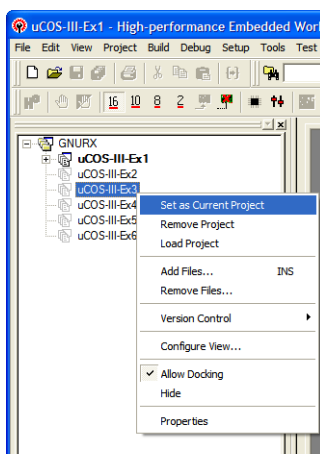 uCOS-III-Ex1 - High-performance Embedded Wor
File Edit View Project Build Debug Setup Tools Test
16 10 8 2
GNURX
uCOS-III-Ex1
uCOS-III-Ex2
uCOS-III-Ex3
uCOS-III-Ex4
uCOS-III-Ex5
uCOS-III-Ex6
Set as Current Project
Remove Project
Load Project
Add Files... INS
Remove Files...
Version Control
Configure View...
Allow Docking
Hide
Properties